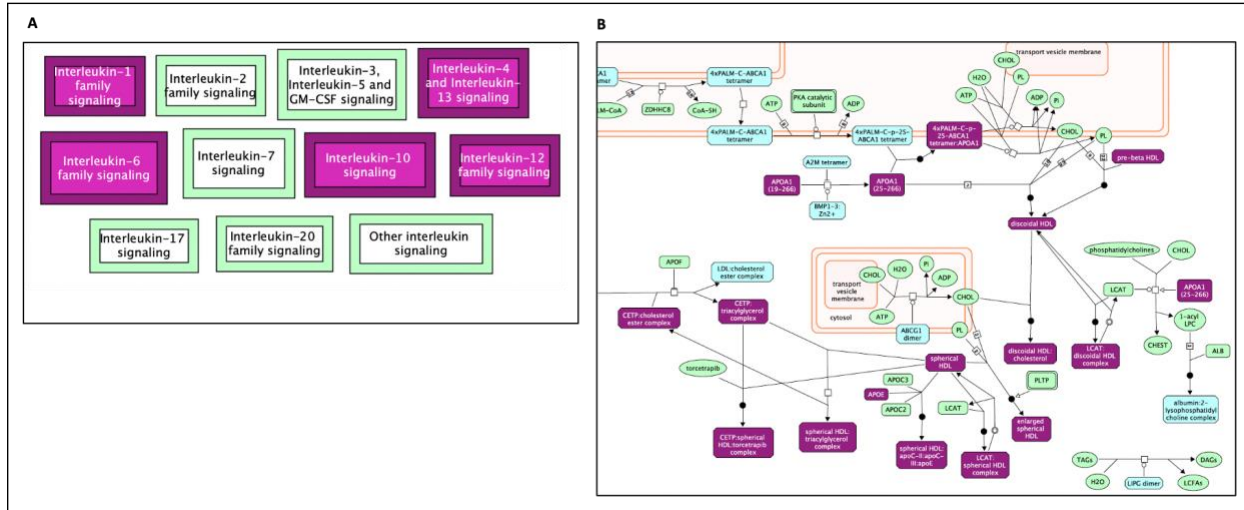 A
Interleukin-1
family
signaling
Interleukin-2
family signaling
Interleukin-3,
Interleukin-5 and
GM-CSF signaling
Interleukin-4
and Interleukin-
13 signaling
Interleukin-6
family signaling
Interleukin-7
signaling
Interleukin-10
signaling
Interleukin-12
family signaling
Interleukin-17
signaling
Interleukin-20
family signaling
Other interleukin
signaling
B
transport vesicle membrane
4xPALM-C-ABCA1
tetramer
ZDHHC8
CoA-SH
ATP
PKA catalytic
subunit
ADP
4xPALM-C-ABCA1
tetramer
4xPALM-C-p-2S-
ABCA1 tetramer
4xPALM-C-p-
2S-ABCA1
tetramer:APOA1
CHOL
H2O
PL
ATP
ADP
Pi
CHOL
PL
pre-beta HDL
A2M tetramer
APOA1
(19-266)
APOA1
(25-266)
BMP1-3:
Zn2+
discoidal HDL
phosphatidylcholines
CHOL
LCAT
APOA1
(25-266)
1-acyl
LPC
CHEST
ALB
albumin:2-
lysophosphatidyl
choline complex
APOF
LDL:cholesterol
ester complex
CETP:cholesterol
ester complex
CETP:
triacylglycerol
complex
transport
vesicle
membrane
cytosol
CHOL
H2O
Pi
ADP
ATP
CHOL
ABCG1
dimer
PL
discoidal HDL:
cholesterol
LCAT:
discoidal HDL
complex
torcetrapib
spherical
HDL
APOC3
APOE
APOC2
LCAT
PLTP
enlarged
spherical
HDL
CETP:spherical
HDL:torcetrapib
complex
spherical HDL:
triacylglycerol
complex
spherical HDL:
apoC-II:apoC-
III:apoE
LCAT:
spherical HDL
complex
TAGs
DAGs
H2O
LIPG dimer
LCFAs